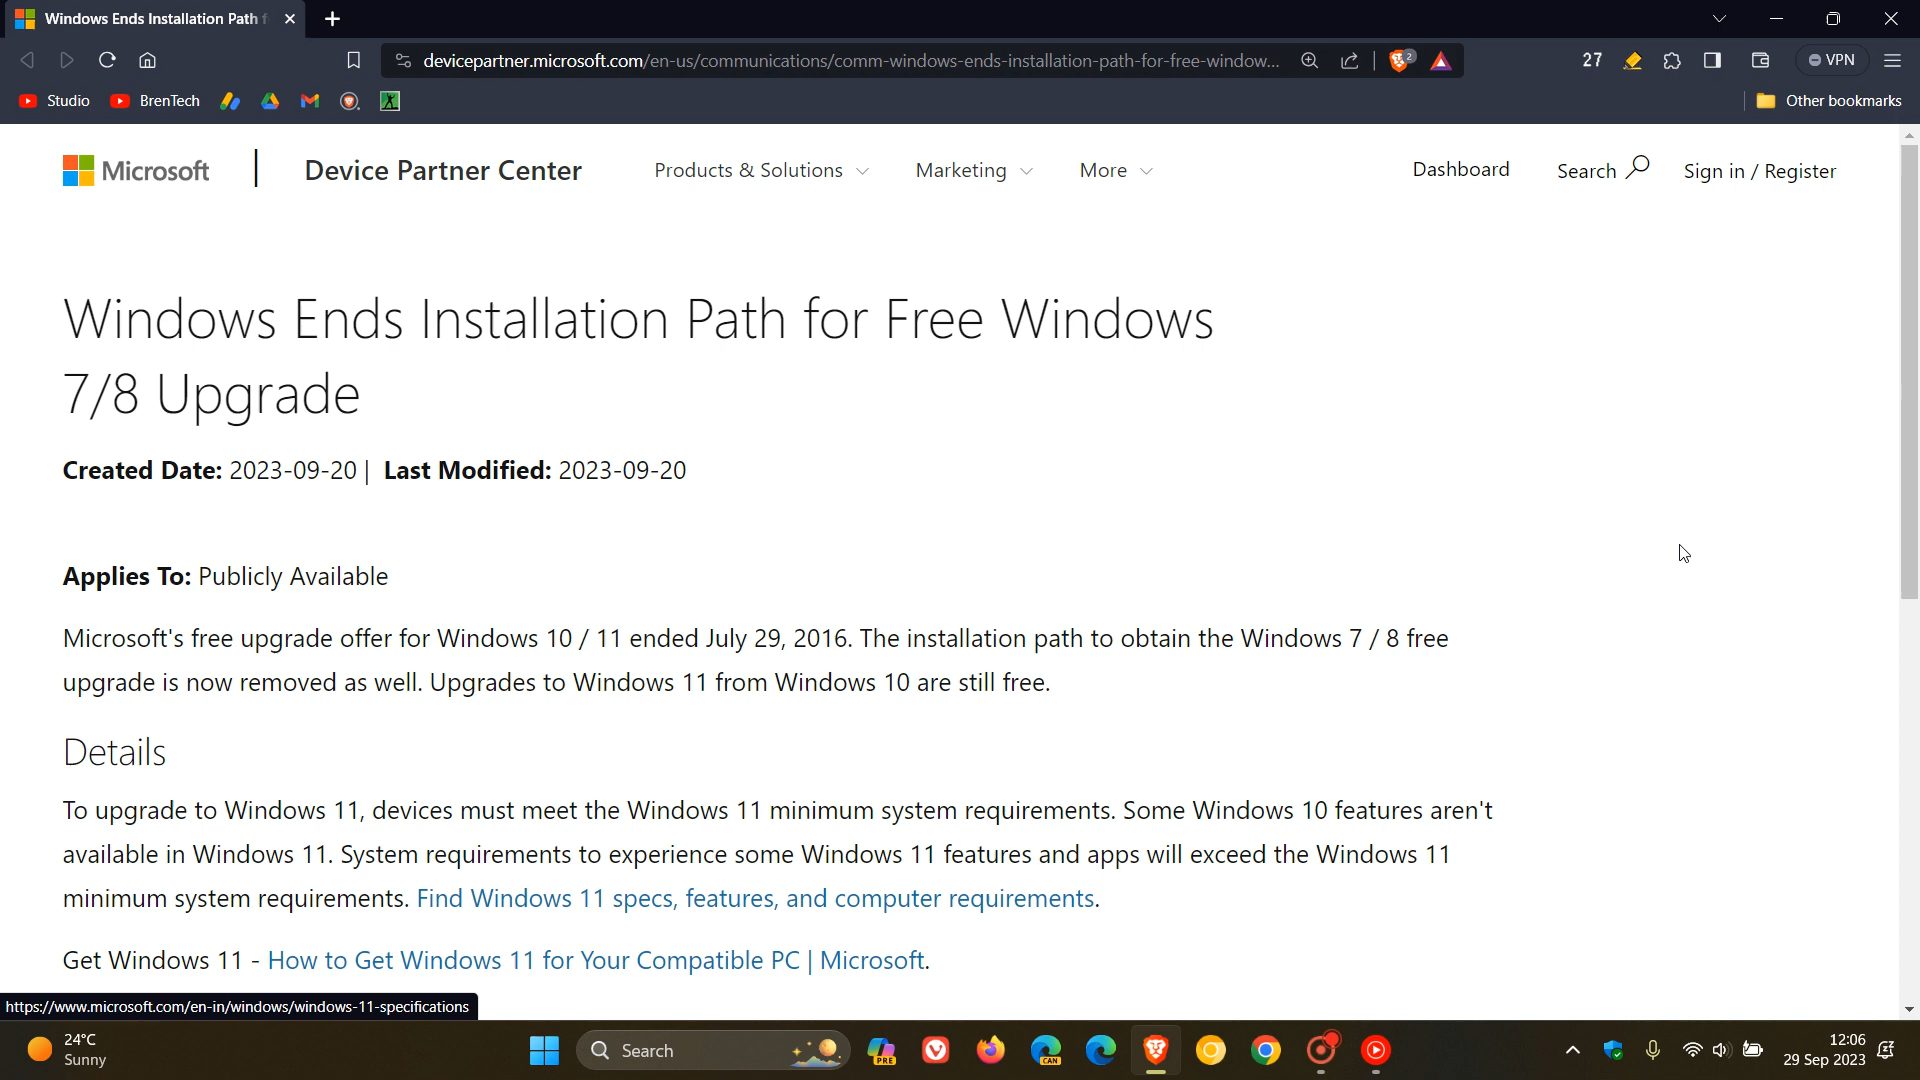 Windows Ends Installation Path f
Studio
BrenTech
devicepartner.microsoft.com/en-us/communications/comm-windows-ends-installation-path-for-free-window...
2
27
VPN
Other bookmarks
Microsoft
Device Partner Center
Products & Solutions
Marketing
More
Dashboard
Search
Sign in / Register
Windows Ends Installation Path for Free Windows
7/8 Upgrade
Created Date: 2023-09-20 | Last Modified: 2023-09-20
Applies To: Publicly Available
Microsoft's free upgrade offer for Windows 10 / 11 ended July 29, 2016. The installation path to obtain the Windows 7 / 8 free
upgrade is now removed as well. Upgrades to Windows 11 from Windows 10 are still free.
Details
To upgrade to Windows 11, devices must meet the Windows 11 minimum system requirements. Some Windows 10 features aren't
available in Windows 11. System requirements to experience some Windows 11 features and apps will exceed the Windows 11
minimum system requirements. Find Windows 11 specs, features, and computer requirements.
Get Windows 11 - How to Get Windows 11 for Your Compatible PC | Microsoft.
https://www.microsoft.com/en-in/windows/windows-11-specifications
24°C
Sunny
Search
PRE
CAN
12:06
29 Sep 2023